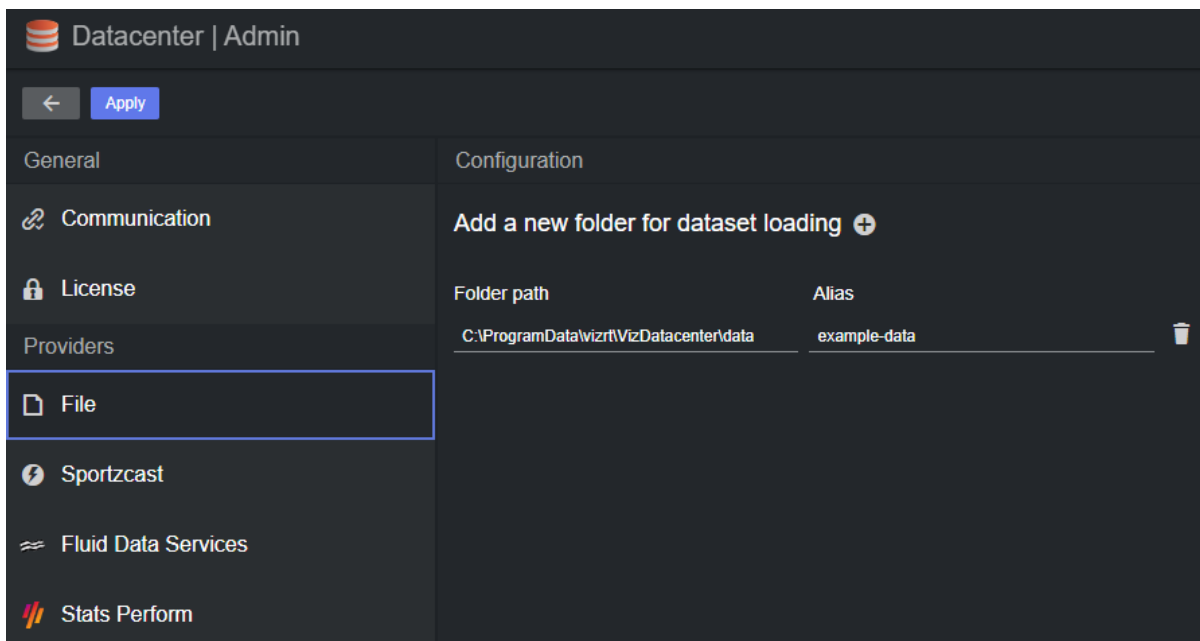 Datacenter | Admin
Apply
General
Communication
License
Providers
File
Sportzcast
Fluid Data Services
Stats Perform
Configuration
Add a new folder for dataset loading
Folder path Alias
C:\ProgramData\vizrt\VizDatacenter\data example-data